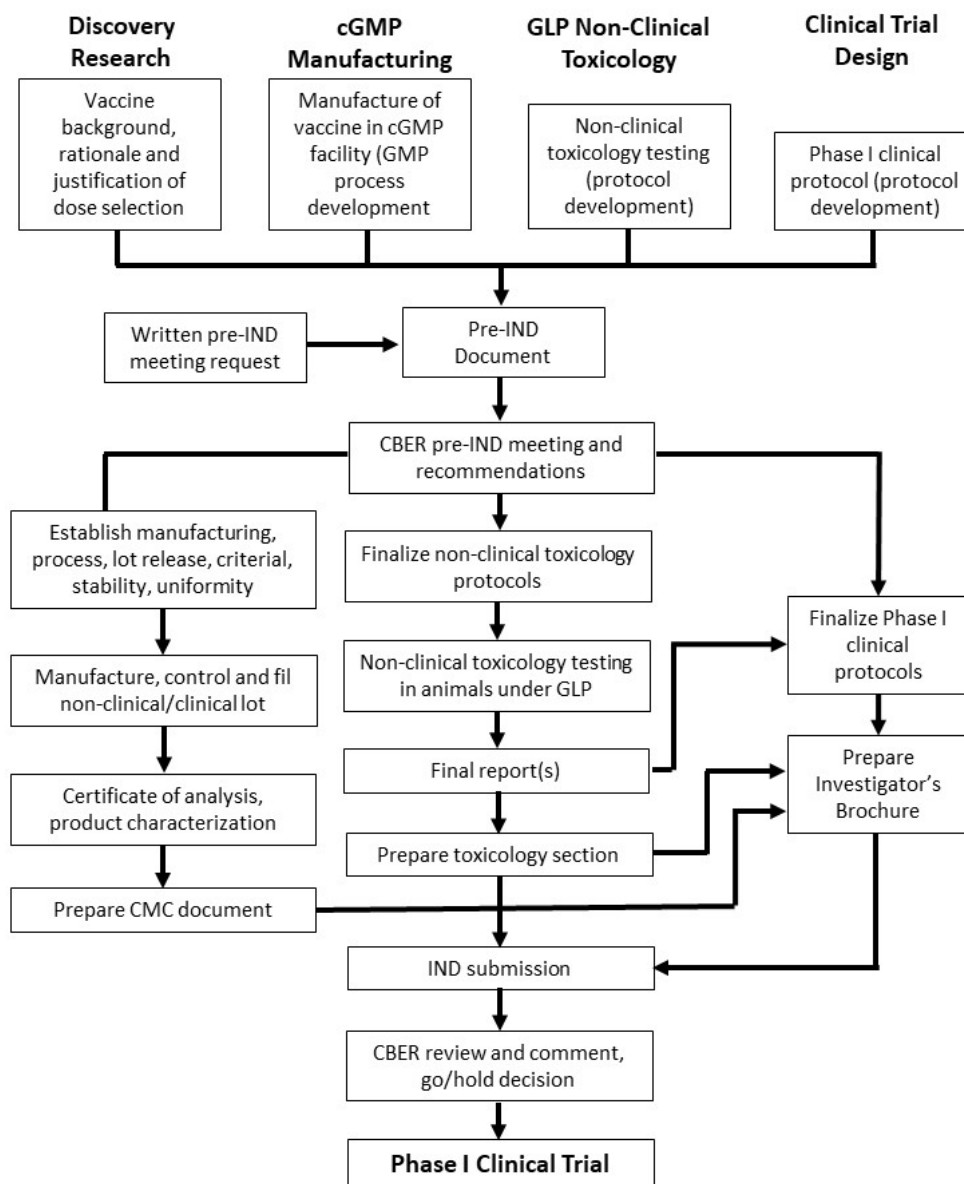 Discovery
Research
cGMP
Manufacturing
GLP Non-Clinical
Toxicology
Clinical Trial
Design
Vaccine
background,
rationale and
justification of
dose selection
Manufacture of
vaccine in cGMP
facility (GMP
process
development
Non-clinical
toxicology testing
(protocol
development)
Phase I clinical
protocol (protocol
development)
Written pre-IND
meeting request
Pre-IND
Document
CBER pre-IND meeting and
recommendations
Establish manufacturing,
process, lot release, criterial,
stability, uniformity
Finalize non-clinical toxicology
protocols
Finalize Phase I
clinical
protocols
Manufacture, control and fil
non-clinical/clinical lot
Non-clinical toxicology testing
in animals under GLP
Final report(s)
Prepare
Investigator's
Brochure
Certificate of analysis,
product characterization
Prepare toxicology section
Prepare CMC document
IND submission
CBER review and comment,
go/hold decision
Phase I Clinical Trial